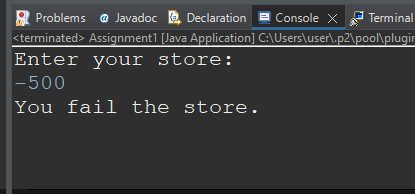 Problems Javadoc Declaration Console Terminal
<terminated> Assignment1 [Java Application] C:\Users\user\.p2\pool\plugin
Enter your store:
-500
You fail the store.